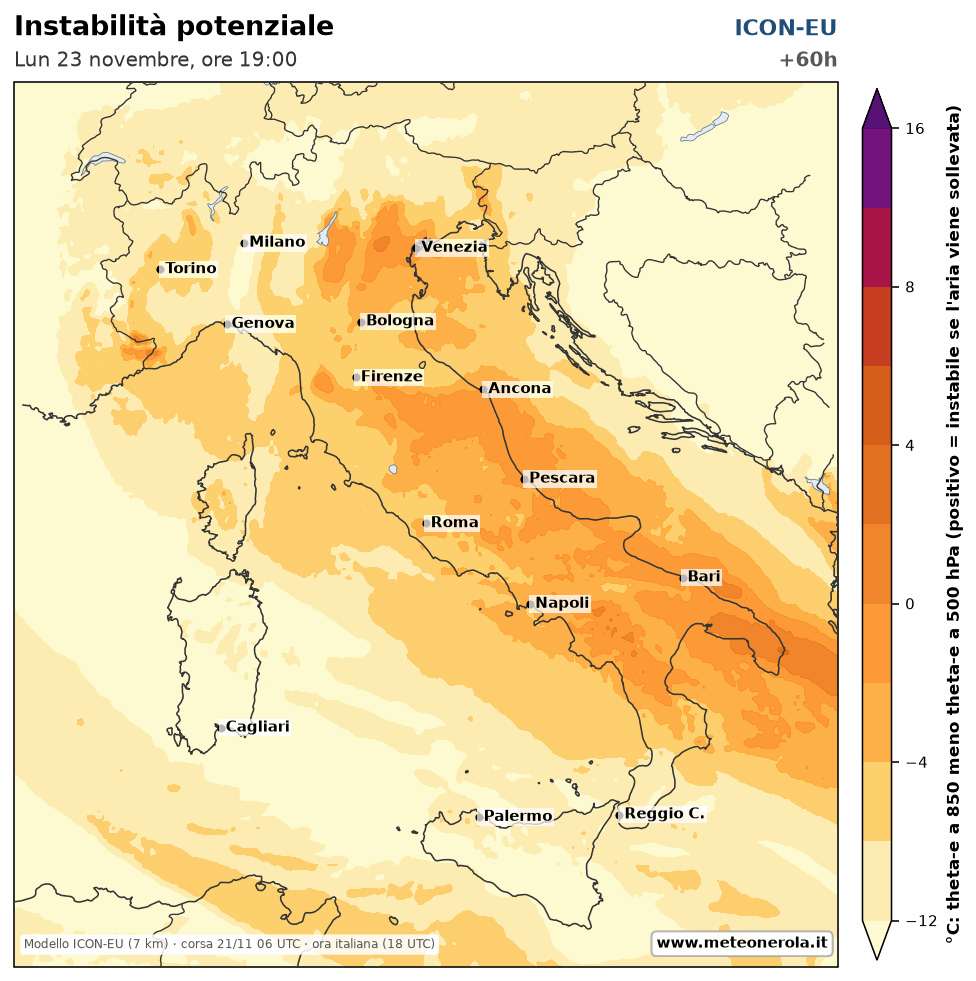 Instabilità potenziale
ICON-EU
Lun 23 novembre, ore 19:00
+60h
Milano
Venezia
Torino
Genova
Bologna
Firenze
Ancona
Pescara
Roma
Bari
Napoli
Cagliari
Palermo
Reggio C.
Modello ICON-EU (7 km) · corsa 21/11 06 UTC · ora italiana (18 UTC)
www.meteonerola.it
16
8
4
0
−4
−12
°C: theta-e a 850 meno theta-e a 500 hPa (positivo = instabile se l'aria viene sollevata)